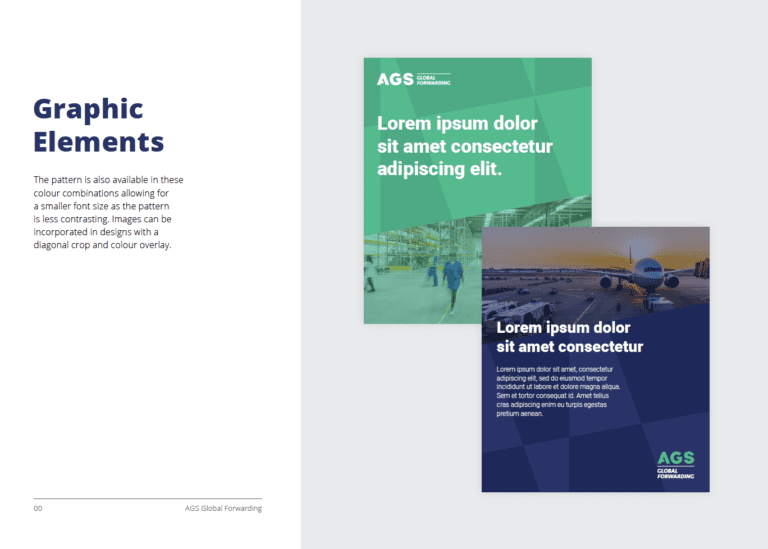 Graphic
Elements
The pattern is also available in these
colour combinations allowing for
a smaller font size as the pattern
is less contrasting. Images can be
incorporated in designs with a
diagonal crop and colour overlay.
00
AGS Global Forwarding
AGS GLOBAL
FORWARDING
Lorem ipsum dolor
sit amet consectetur
adipiscing elit.
Lorem ipsum dolor
sit amet consectetur
Lorem ipsum dolor sit amet, consectetur
adipiscing elit, sed do eiusmod tempor
incididunt ut labore et dolore magna aliqua.
Sem et tortor consequat id. Amet tellus
cras adipiscing enim eu turpis egestas
pretium aenean.
AGS
GLOBAL
FORWARDING